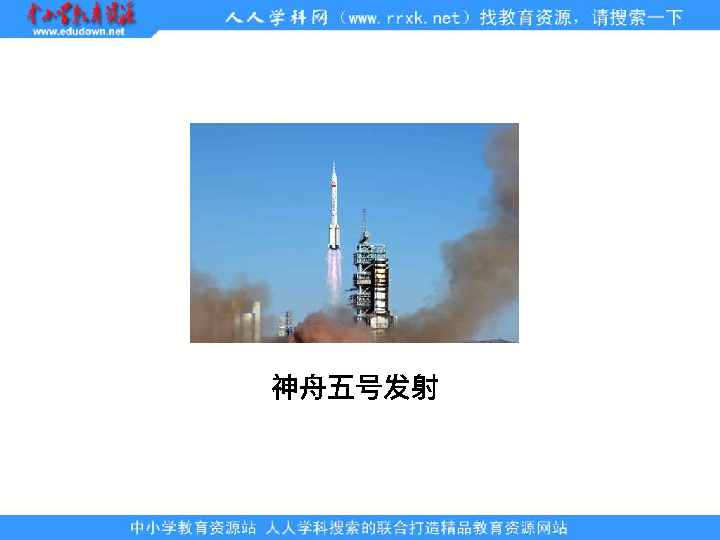 中小学教育资源
www.edudown.net
人人学科网（www.rrxk.net）找教育资源，请搜索一下
神舟五号发射
中小学教育资源站 人人学科搜索的联合打造精品教育资源网站